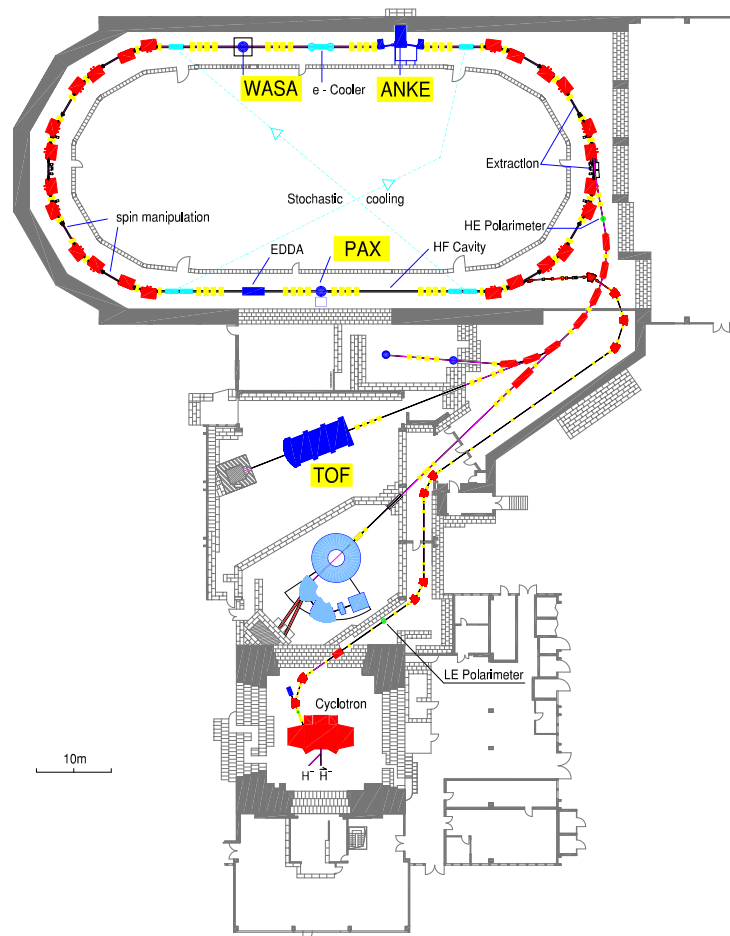 WASA
e - Cooler
ANKE
Extraction
Stochastic cooling
spin manipulation
HE Polarimeter
EDDA
PAX
HF Cavity
TOF
LE Polarimeter
Cyclotron
10m
H⁻ H⃗⁻